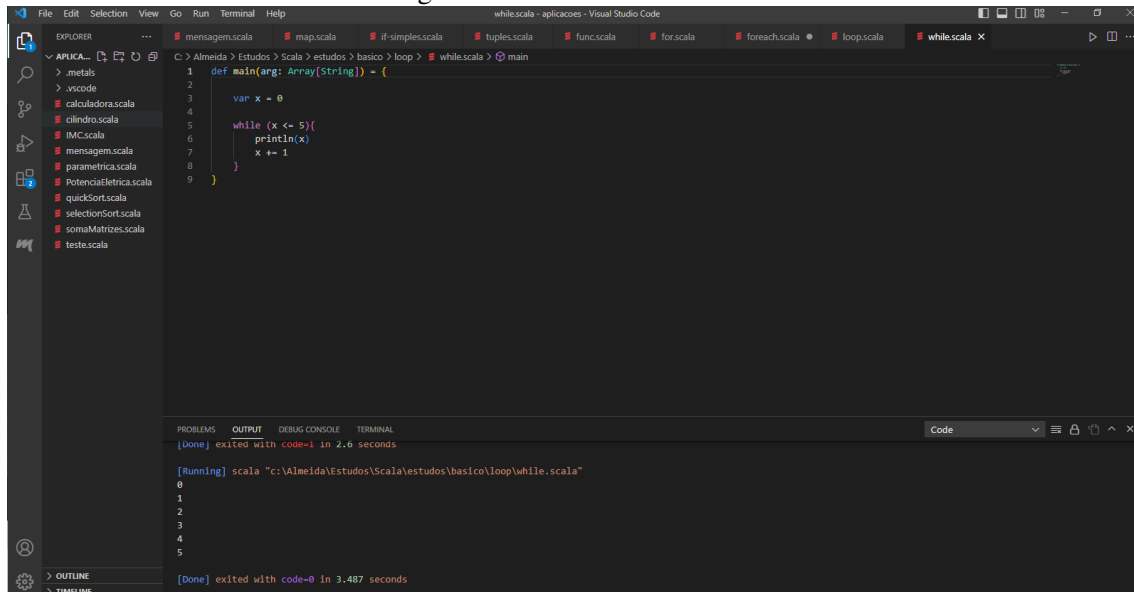 File Edit Selection View Go Run Terminal Help while.scala - aplicacoes - Visual Studio Code
EXPLORER
mensagem.scala map.scala if-simples.scala tuples.scala func.scala for.scala foreach.scala loop.scala while.scala
APLICA...
C: > Almeida > Estudos > Scala > estudos > basico > loop > while.scala > main
> .metals
> .vscode
calculadora.scala
cilindro.scala
IMC.scala
mensagem.scala
parametrica.scala
PotenciaEletrica.scala
quickSort.scala
selectionSort.scala
somaMatrizes.scala
teste.scala
1
2
> OUTLINE
> TIMELINE
1 def main(arg: Array[String]) = {
2
3 var x = 0
4
5 while (x <= 5){
6 println(x)
7 x += 1
8 }
9 }
PROBLEMS OUTPUT DEBUG CONSOLE TERMINAL Code
[Done] exited with code=1 in 2.6 seconds
[Running] scala "c:\Almeida\Estudos\Scala\estudos\basico\loop\while.scala"
0
1
2
3
4
5
[Done] exited with code=0 in 3.487 seconds